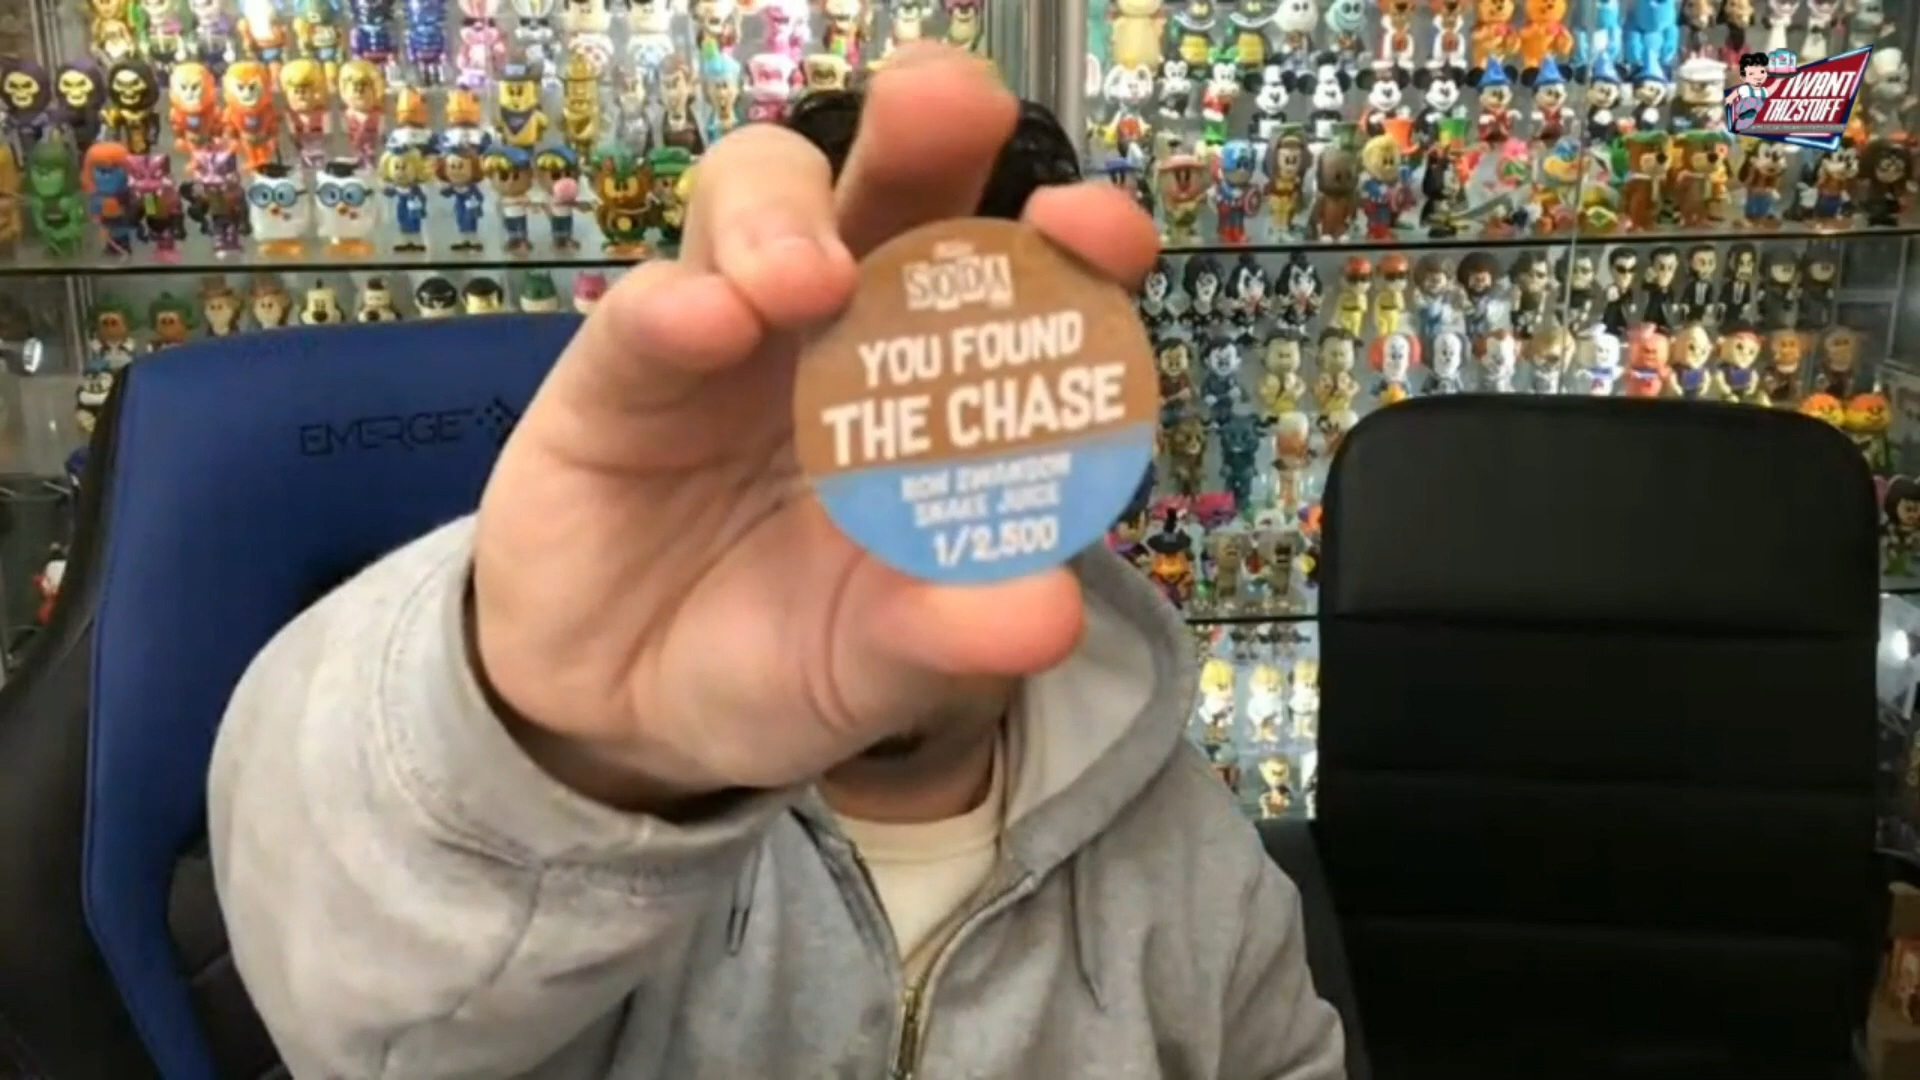 I WANT
THIZSTUFF
SODA
YOU FOUND
THE CHASE
RON SWANSON
SNAKE JUICE
1/2,500
EMERGE